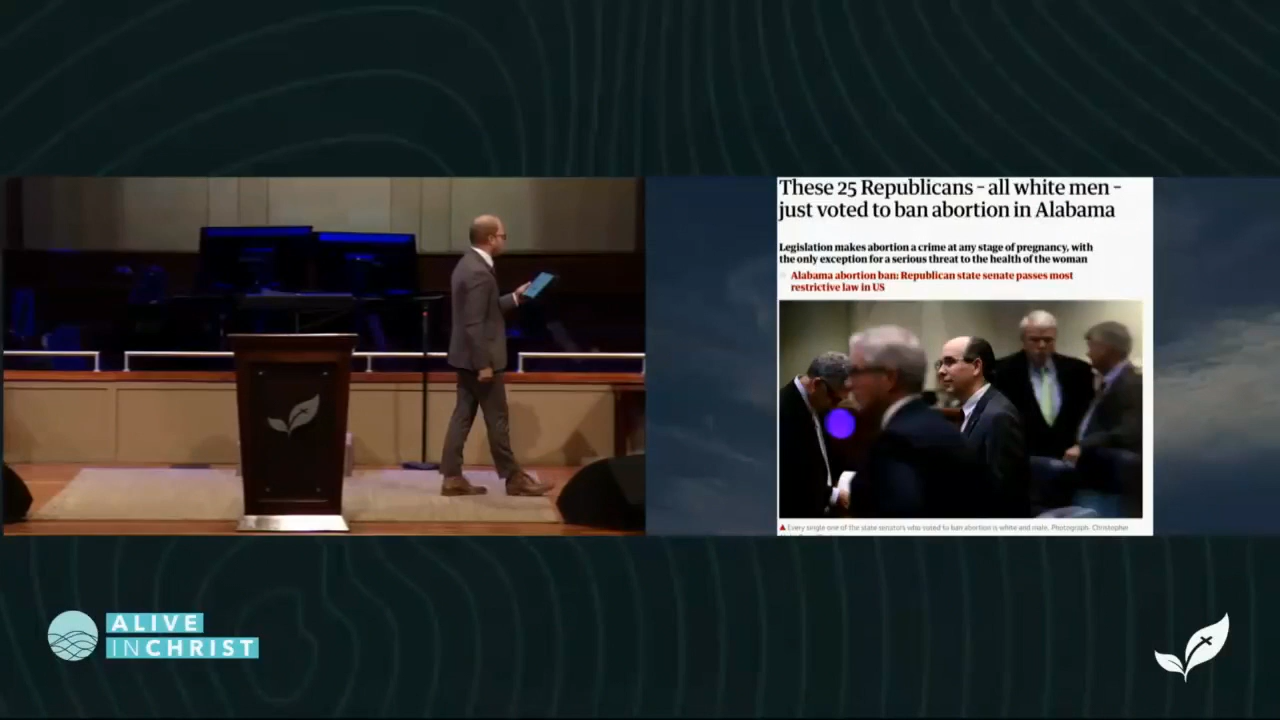 These 25 Republicans – all white men –
just voted to ban abortion in Alabama
Legislation makes abortion a crime at any stage of pregnancy, with
the only exception for a serious threat to the health of the woman
Alabama abortion ban: Republican state senate passes most
restrictive law in US
Every single one of the state senators who voted to ban abortion is white and male. Photograph: Christopher
ALIVE
INCHRIST